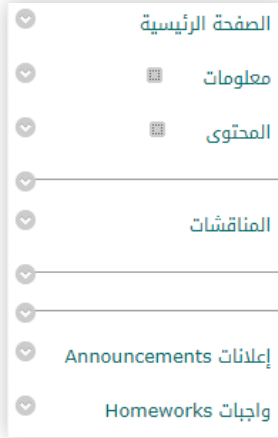 الصفحة الرئيسية
معلومات
المحتوى
المناقشات
إعلانات Announcements
واجبات Homeworks